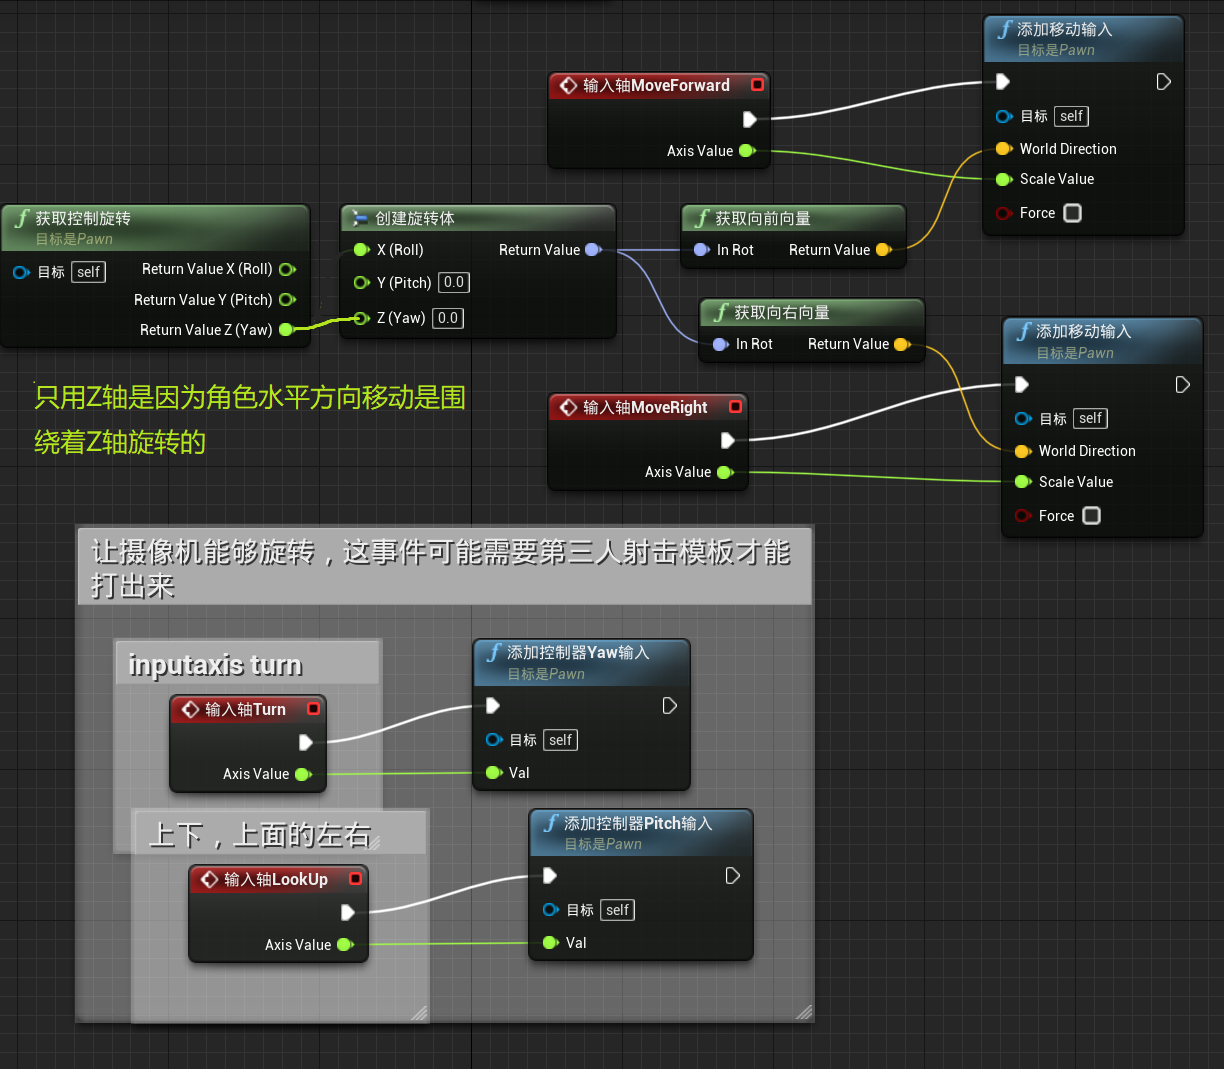 添加移动输入
目标是Pawn
目标 self
World Direction
Scale Value
Force
输入轴MoveForward
Axis Value
获取控制旋转
目标是Pawn
目标 self
Return Value X (Roll)
Return Value Y (Pitch)
Return Value Z (Yaw)
创建旋转体
X (Roll) Return Value
Y (Pitch) 0.0
Z (Yaw) 0.0
获取向前向量
In Rot Return Value
获取向右向量
In Rot Return Value
添加移动输入
目标是Pawn
目标 self
World Direction
Scale Value
Force
输入轴MoveRight
Axis Value
只用Z轴是因为角色水平方向移动是围
绕着Z轴旋转的
让摄像机能够旋转，这事件可能需要第三人射击模板才能
打出来
inputaxis turn
输入轴Turn
Axis Value
添加控制器Yaw输入
目标是Pawn
目标 self
Val
上下，上面的左右
输入轴LookUp
Axis Value
添加控制器Pitch输入
目标是Pawn
目标 self
Val